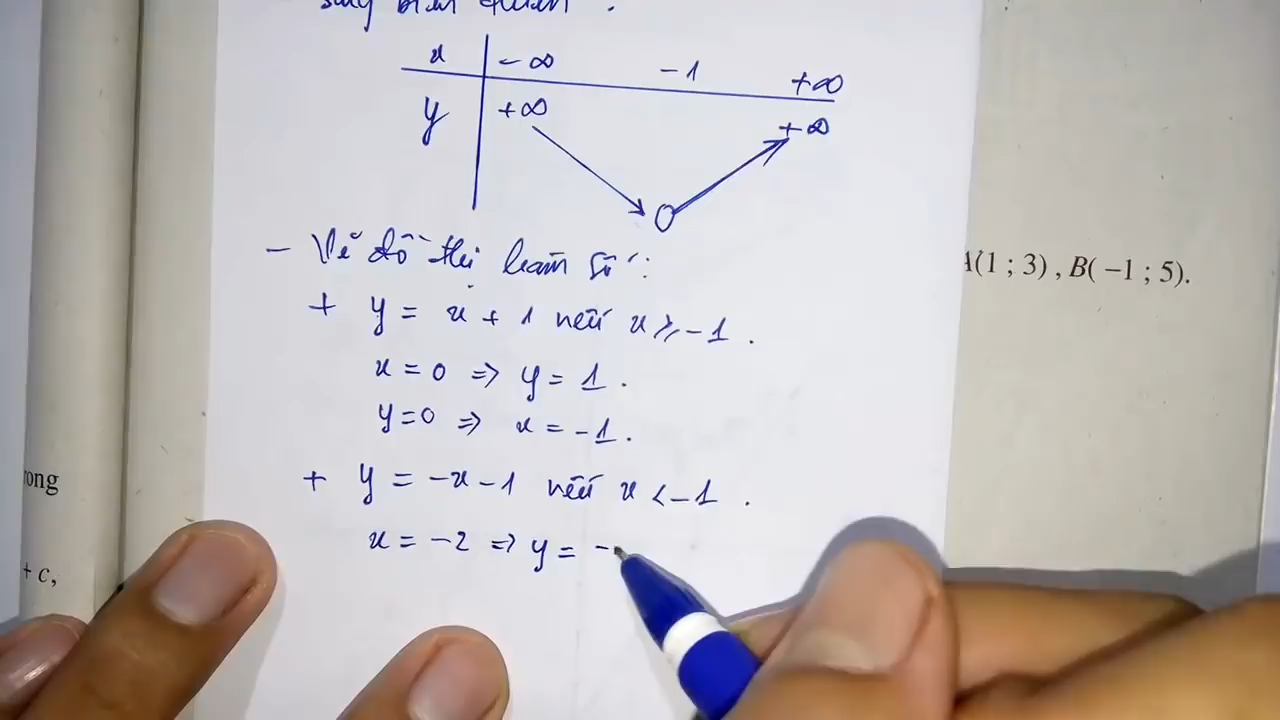 x -∞ -1 +∞
y +∞ 0 +∞
- Vẽ đồ thị hàm số:
+ y = x + 1 nếu x ≥ -1.
x = 0 => y = 1.
y = 0 => x = -1.
+ y = -x - 1 nếu x < -1.
x = -2 => y = -
A(1 ; 3) , B( -1 ; 5).
rong
+ c,